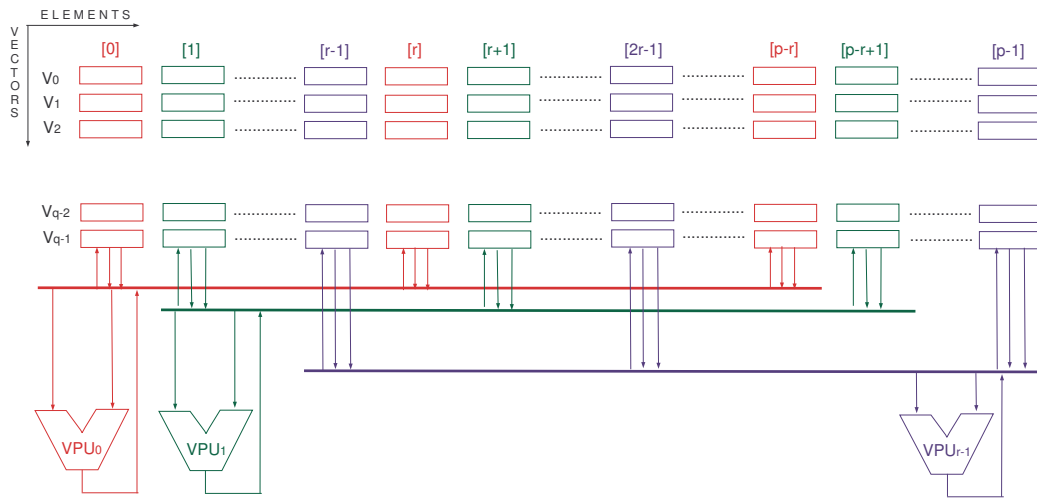 ELEMENTS
VECTORS
[0] [1] [r-1] [r] [r+1] [2r-1] [p-r] [p-r+1] [p-1]
V0
V1
V2
Vq-2
Vq-1
VPU0 VPU1 VPUr-1